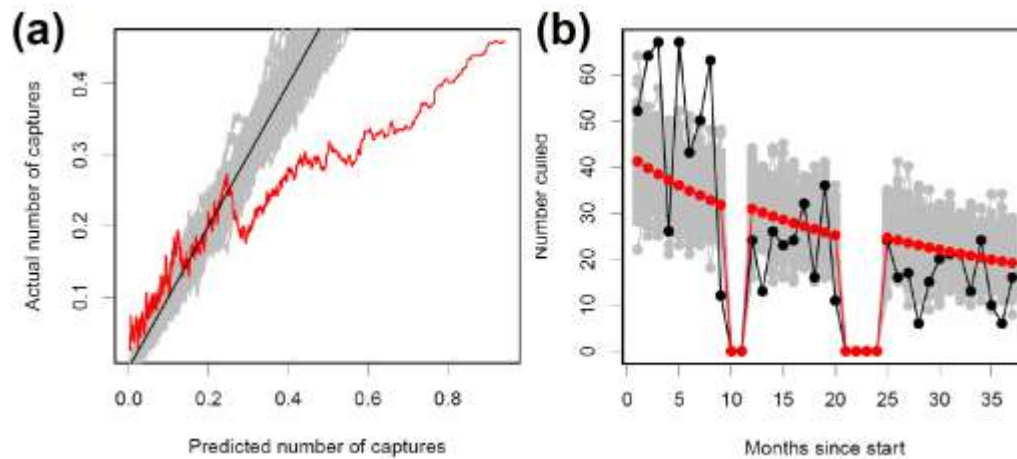 (a)
Actual number of captures
0.4
0.3
0.2
0.1
0.0 0.2 0.4 0.6 0.8
Predicted number of captures
(b)
Number culled
60
50
40
30
20
10
0
0 5 10 15 20 25 30 35
Months since start